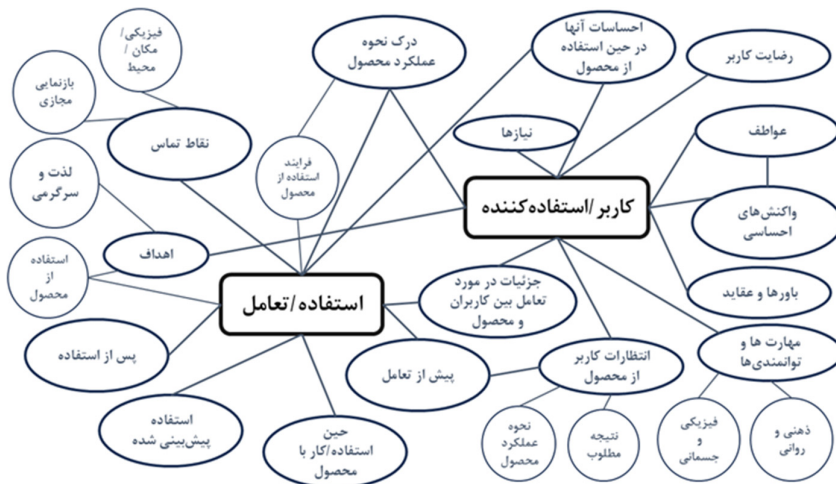 فیزیکی/
مکان /
محیط
بازنمایی
مجازی
نقاط تماس
لذت و
سرگرمی
اهداف
استفاده
از
محصول
درک نحوه
عملکرد محصول
فرایند
استفاده از
محصول
احساسات آنها
در حین استفاده
از محصول
نیازها
رضایت کاربر
عواطف
کاربر/استفاده‌کننده
واکنش‌های
احساسی
باورها و عقاید
استفاده/تعامل
جزئیات در مورد
تعامل بین کاربران
و محصول
مهارت ها و
توانمندی‌ها
انتظارات کاربر
از محصول
پیش از تعامل
پس از استفاده
استفاده
پیش‌بینی شده
حین
استفاده/کار با
محصول
نحوه
عملکرد
محصول
نتیجه
مطلوب
فیزیکی
و
جسمانی
ذهنی و
روانی